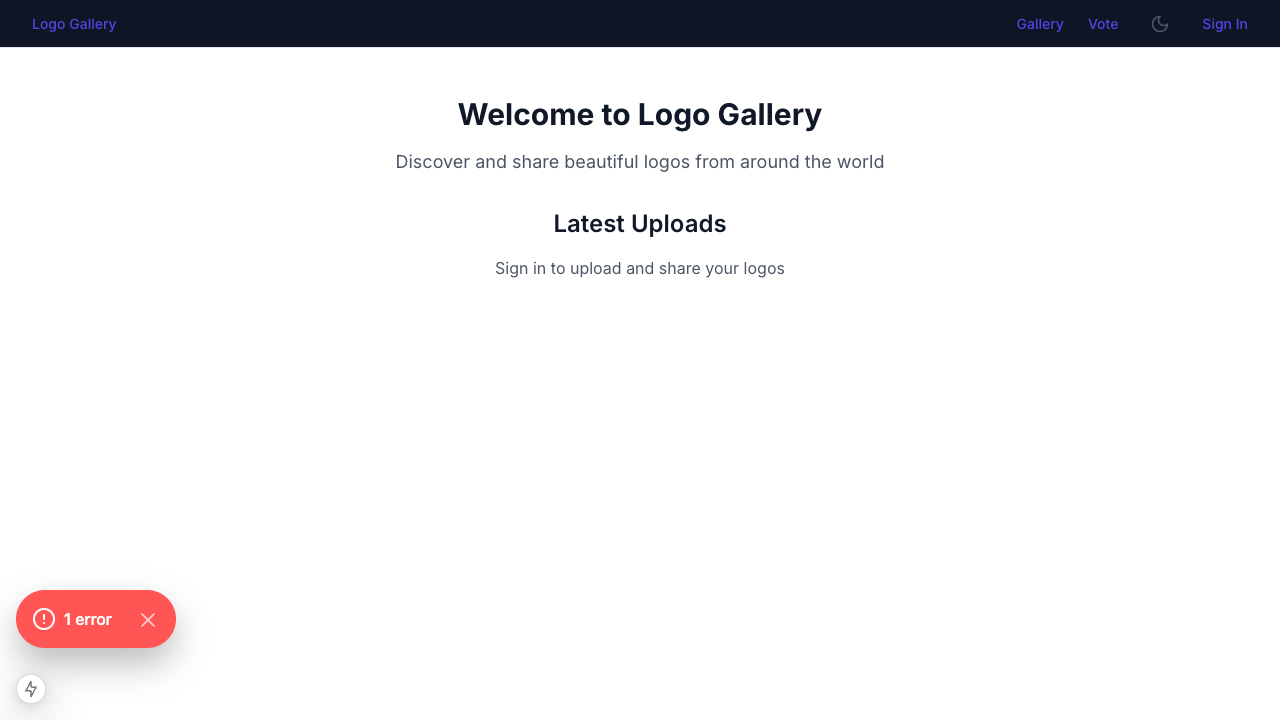 Logo Gallery
Gallery
Vote
Sign In
Welcome to Logo Gallery
Discover and share beautiful logos from around the world
Latest Uploads
Sign in to upload and share your logos
1 error